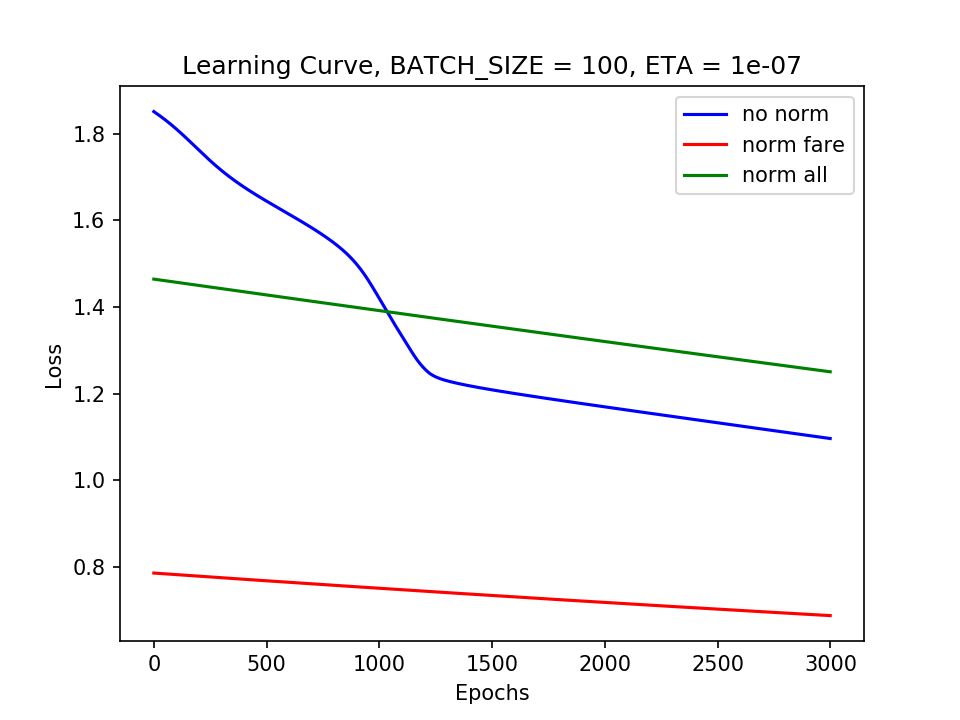 Learning Curve, BATCH_SIZE = 100, ETA = 1e-07
no norm
norm fare
norm all
Loss
1.8
1.6
1.4
1.2
1.0
0.8
0 500 1000 1500 2000 2500 3000
Epochs